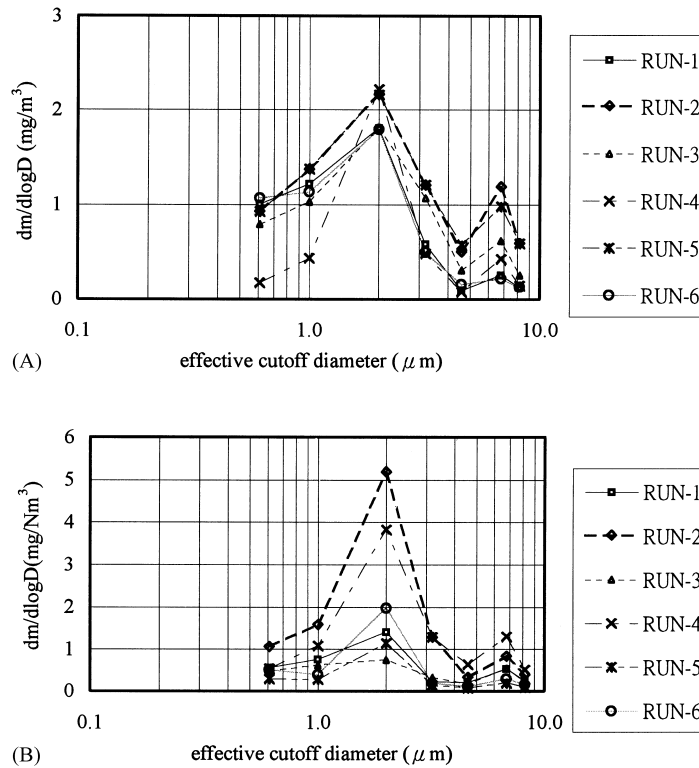 3
2
1
0
dm/dlogD (mg/m³)
0.1
1.0
10.0
effective cutoff diameter ( μ m)
(A)
RUN-1
RUN-2
RUN-3
RUN-4
RUN-5
RUN-6
6
5
4
3
2
1
0
dm/dlogD(mg/Nm³)
0.1
1.0
10.0
effective cutoff diameter ( μ m)
(B)
RUN-1
RUN-2
RUN-3
RUN-4
RUN-5
RUN-6